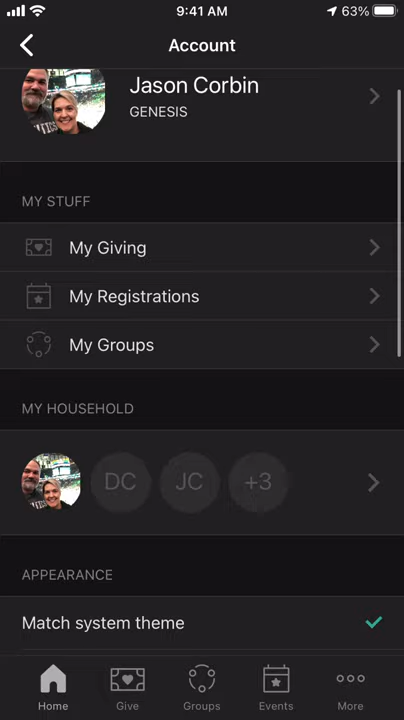 9:41 AM
63%
Account
Jason Corbin
GENESIS
MY STUFF
My Giving
My Registrations
My Groups
MY HOUSEHOLD
DC
JC
+3
APPEARANCE
Match system theme
Home
Give
Groups
Events
More